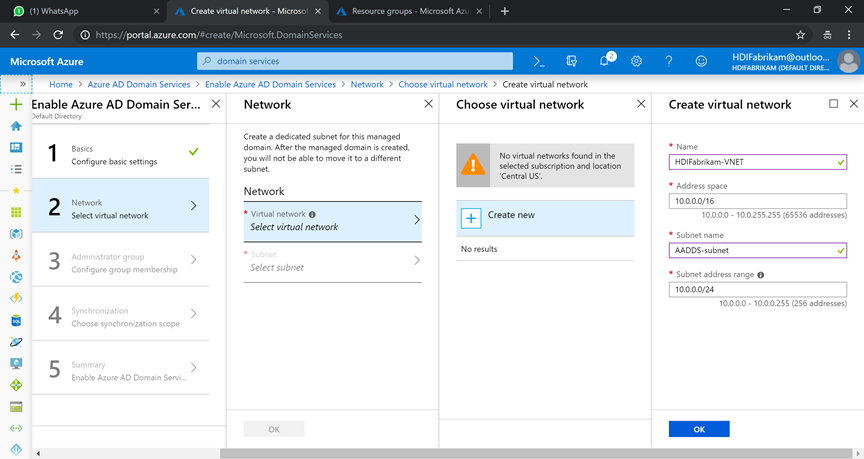 (1) WhatsApp
Create virtual network - Microsof
Resource groups - Microsoft Azu
https://portal.azure.com/#create/Microsoft.DomainServices
Microsoft Azure
domain services
2
HDIFabrikam@outloo...
HDIFABRIKAM (DEFAULT DIRE...
Home > Azure AD Domain Services > Enable Azure AD Domain Services > Network > Choose virtual network > Create virtual network
Enable Azure AD Domain Ser...
Default Directory
1
Basics
Configure basic settings
2
Network
Select virtual network
3
Administrator group
Configure group membership
4
Synchronization
Choose synchronization scope
5
Summary
Enable Azure AD Domain Servi...
Network
Create a dedicated subnet for this managed
domain. After the managed domain is created,
you will not be able to move it to a different
subnet.
Network
* Virtual network
Select virtual network
* Subnet
Select subnet
OK
Choose virtual network
No virtual networks found in the
selected subscription and location
'Central US'.
Create new
No results
Create virtual network
* Name
HDIFabrikam-VNET
* Address space
10.0.0.0/16
10.0.0.0 - 10.0.255.255 (65536 addresses)
* Subnet name
AADDS-subnet
* Subnet address range
10.0.0.0/24
10.0.0.0 - 10.0.0.255 (256 addresses)
OK